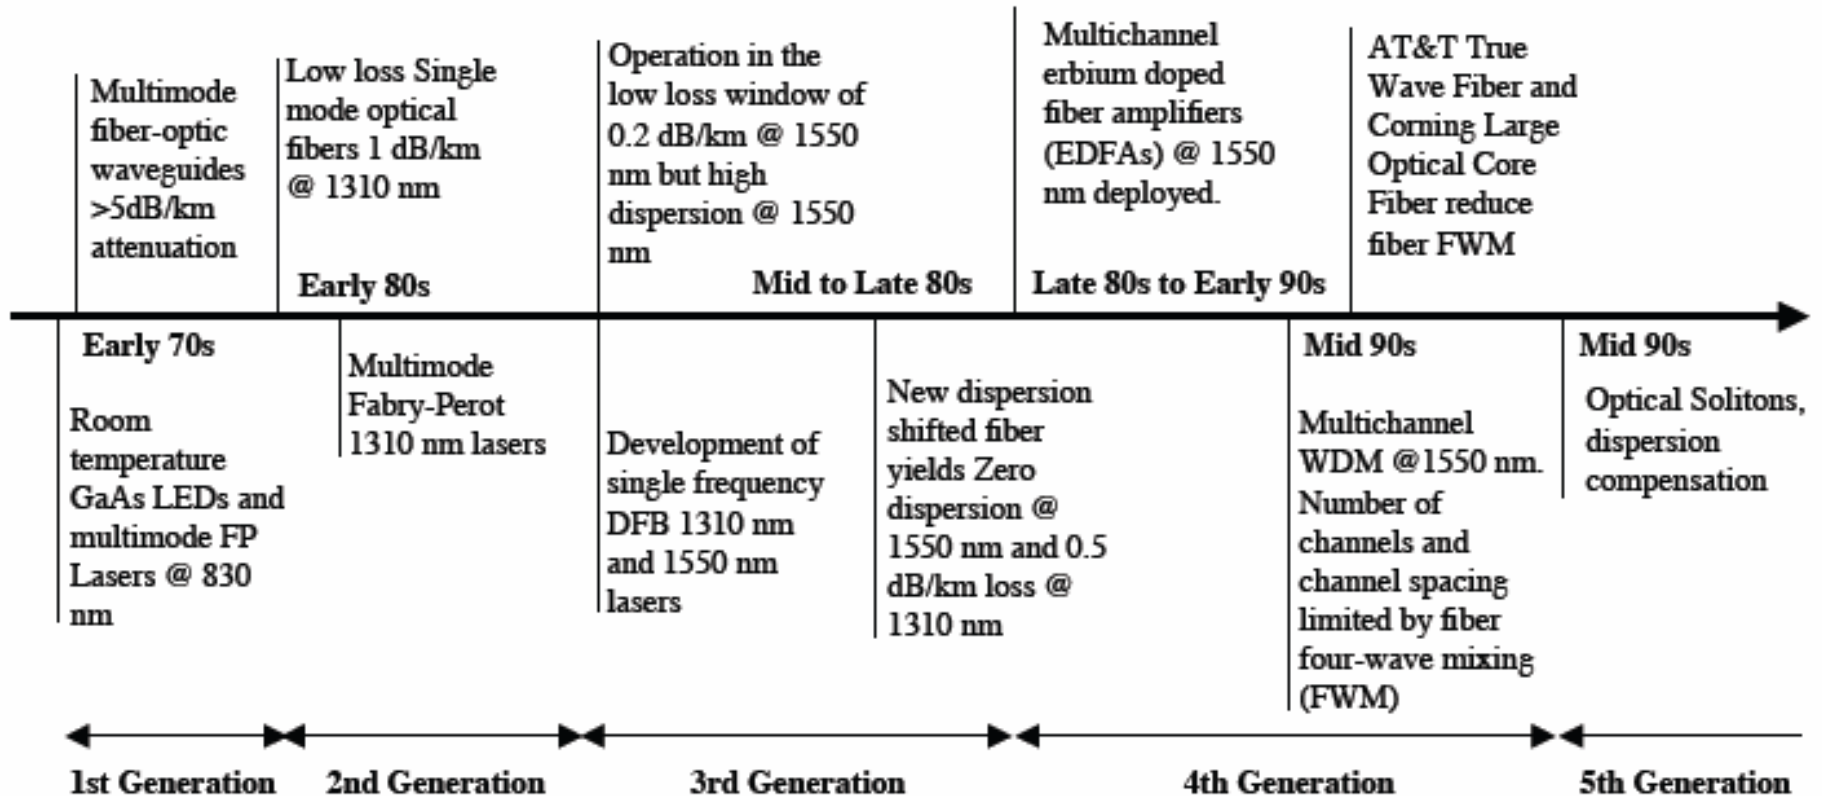 Multimode
fiber-optic
waveguides
>5dB/km
attenuation
Low loss Single
mode optical
fibers 1 dB/km
@ 1310 nm
Early 80s
Operation in the
low loss window of
0.2 dB/km @ 1550
nm but high
dispersion @ 1550
nm
Mid to Late 80s
Multichannel
erbium doped
fiber amplifiers
(EDFAs) @ 1550
nm deployed.
Late 80s to Early 90s
AT&T True
Wave Fiber and
Corning Large
Optical Core
Fiber reduce
fiber FWM
Early 70s
Room
temperature
GaAs LEDs and
multimode FP
Lasers @ 830
nm
Multimode
Fabry-Perot
1310 nm lasers
Development of
single frequency
DFB 1310 nm
and 1550 nm
lasers
New dispersion
shifted fiber
yields Zero
dispersion @
1550 nm and 0.5
dB/km loss @
1310 nm
Mid 90s
Multichannel
WDM @1550 nm.
Number of
channels and
channel spacing
limited by fiber
four-wave mixing
(FWM)
Mid 90s
Optical Solitons,
dispersion
compensation
1st Generation
2nd Generation
3rd Generation
4th Generation
5th Generation